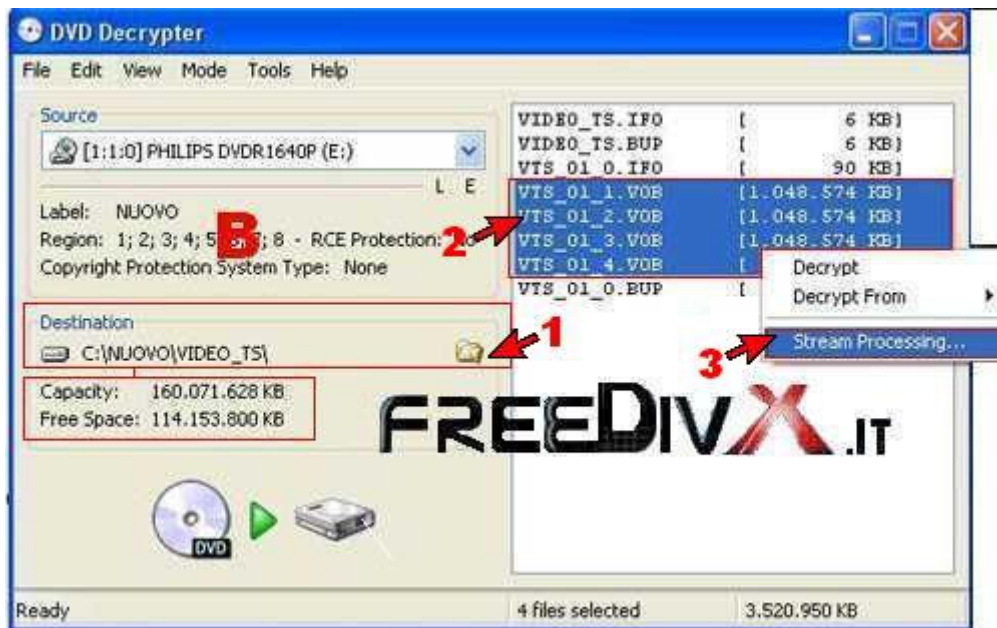 DVD Decrypter
File Edit View Mode Tools Help
Source
[1:1:0] PHILIPS DVDR1640P (E:)
L E
Label: NUOVO
B
Region: 1; 2; 3; 4; 5; 7; 8 - RCE Protection:
Copyright Protection System Type: None
Destination
C:\NUOVO\VIDEO_TS\
1
Capacity: 160.071.628 KB
Free Space: 114.153.800 KB
DVD
VIDEO_TS.IFO [ 6 KB]
VIDEO_TS.BUP [ 6 KB]
VTS_01_0.IFO [ 90 KB]
VTS_01_1.VOB [1.048.574 KB]
2
VTS_01_2.VOB [1.048.574 KB]
VTS_01_3.VOB [1.048.574 KB]
VTS_01_4.VOB [
VTS_01_0.BUP [
Decrypt
Decrypt From
3
Stream Processing...
FREEDIVX.IT
Ready
4 files selected
3.520.950 KB